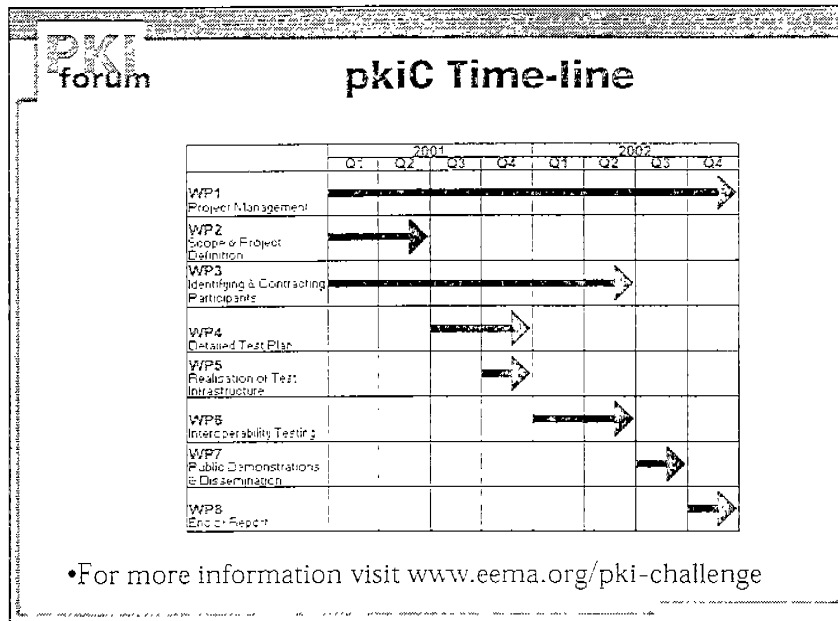 PKI
forum
pkiC Time-line
2001 2002
Q1 Q2 Q3 Q4 Q1 Q2 Q3 Q4
WP1
Project Management
WP2
Scope & Project
Definition
WP3
Identifying & Contracting
Participants
WP4
Detailed Test Plan
WP5
Realisation of Test
Infrastructure
WP6
Interoperability Testing
WP7
Public Demonstrations
& Dissemination
WP8
Report
•For more information visit www.eema.org/pki-challenge